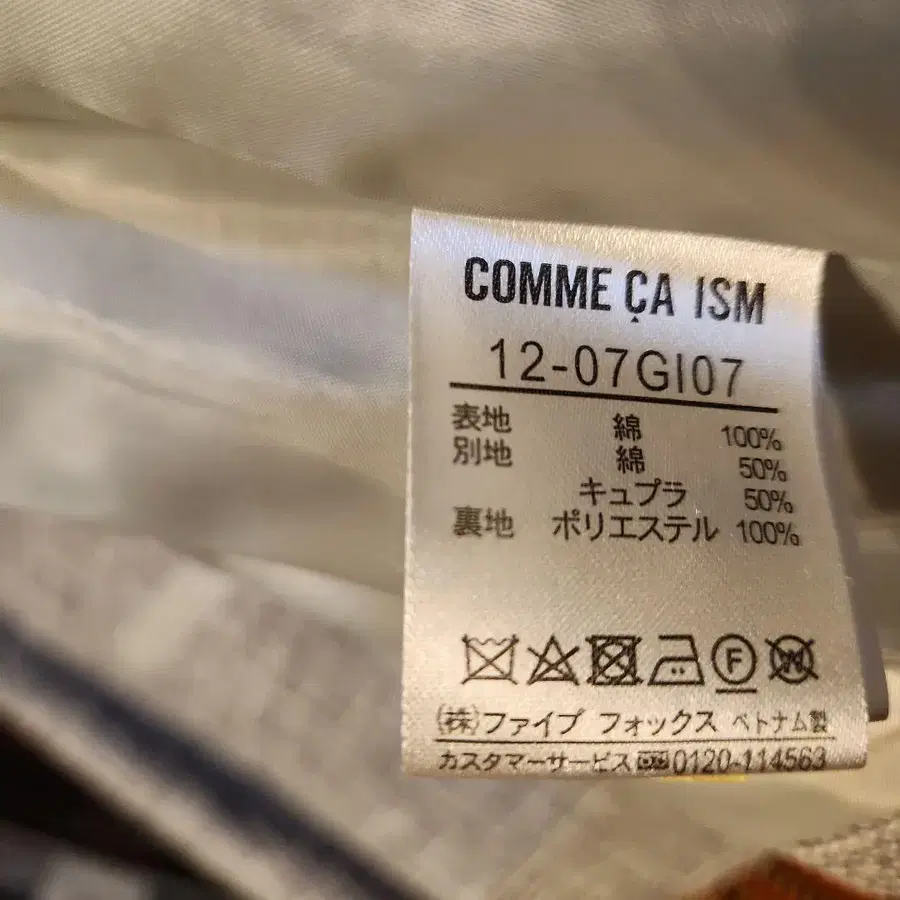 COMME ÇA ISM
12-07GI07
表地 綿 100%
別地 綿 50%
キュプラ 50%
裏地 ポリエステル 100%
F W
(株)ファイブ フォックス ベトナム製
カスタマーサービス 0120-114563